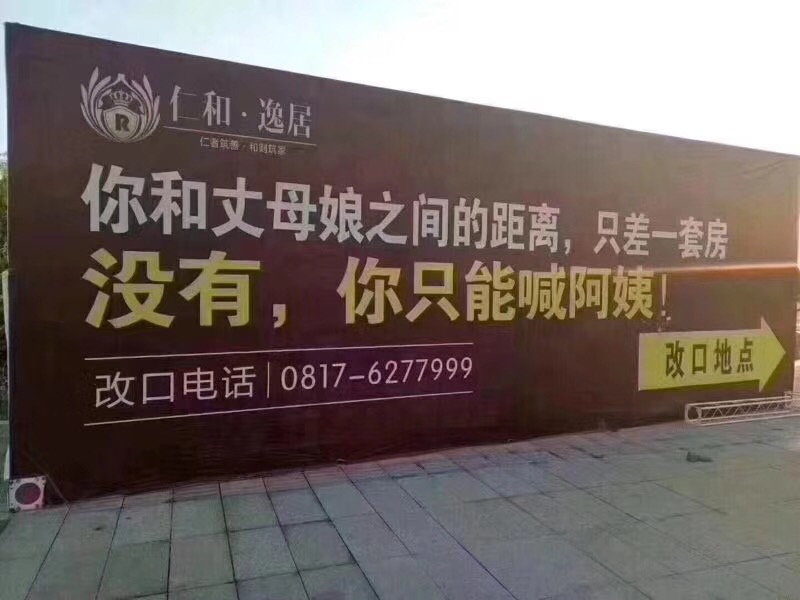 R
仁和·逸居
仁者筑善·和到筑家
你和丈母娘之间的距离，只差一套房
没有，你只能喊阿姨！
改口电话|0817-6277999
改口地点